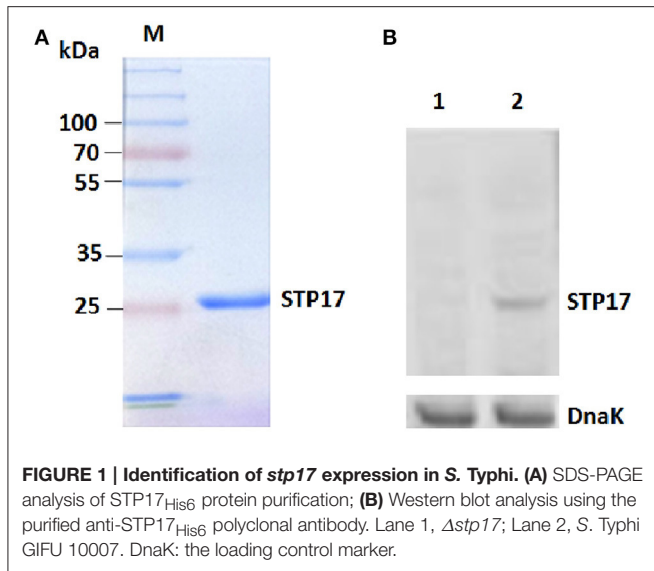 A
B
kDa
M
1
2
100
70
55
35
25
STP17
STP17
DnaK
FIGURE 1 | Identification of stp17 expression in S. Typhi. (A) SDS-PAGE
analysis of STP17His6 protein purification; (B) Western blot analysis using the
purified anti-STP17His6 polyclonal antibody. Lane 1, Δstp17; Lane 2, S. Typhi
GIFU 10007. DnaK: the loading control marker.